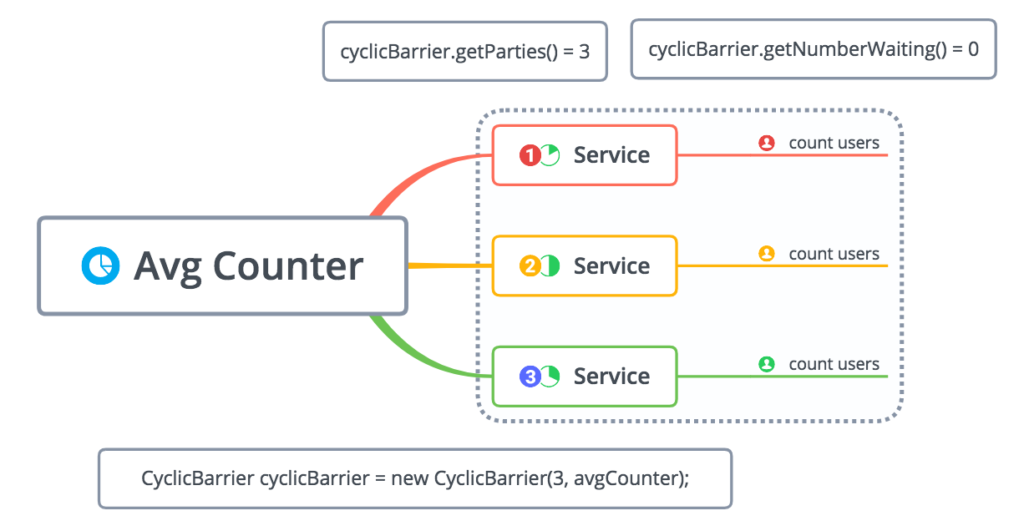 cyclicBarrier.getParties() = 3
cyclicBarrier.getNumberWaiting() = 0
1 Service
count users
Avg Counter
2 Service
count users
3 Service
count users
CyclicBarrier cyclicBarrier = new CyclicBarrier(3, avgCounter);